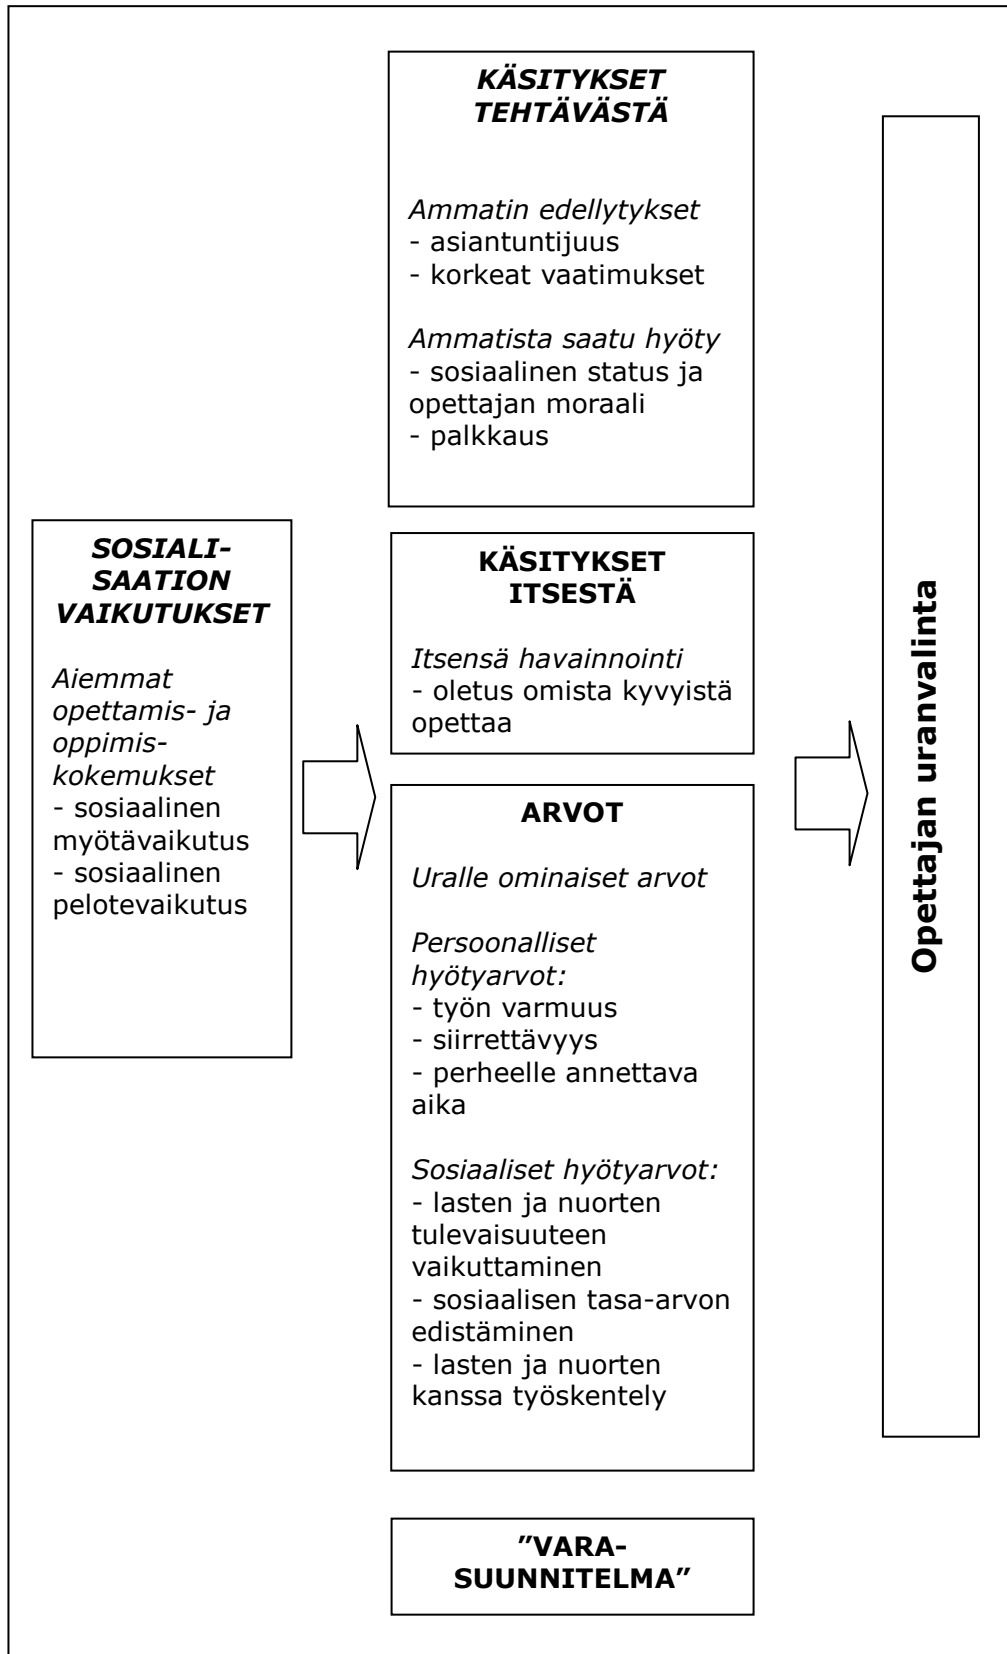 SOSIALI-
SAATION
VAIKUTUKSET
Aiemmat
opettamis- ja
oppimis-
kokemukset
- sosiaalinen
myötävaikutus
- sosiaalinen
pelotevaikutus
KÄSITYKSET
TEHTÄVÄSTÄ
Ammatin edellytykset
- asiantuntijuus
- korkeat vaatimukset
Ammatista saatu hyöty
- sosiaalinen status ja
opettajan moraali
- palkkaus
KÄSITYKSET
ITSESTÄ
Itsensä havainnointi
- oletus omista kyvyistä
opettaa
ARVOT
Uralle ominaiset arvot
Persoonalliset
hyötyarvot:
- työn varmuus
- siirrettävyys
- perheelle annettava
aika
Sosiaaliset hyötyarvot:
- lasten ja nuorten
tulevaisuuteen
vaikuttaminen
- sosiaalisen tasa-arvon
edistäminen
- lasten ja nuorten
kanssa työskentely
”VARA-
SUUNNITELMA”
Opettajan uranvalinta